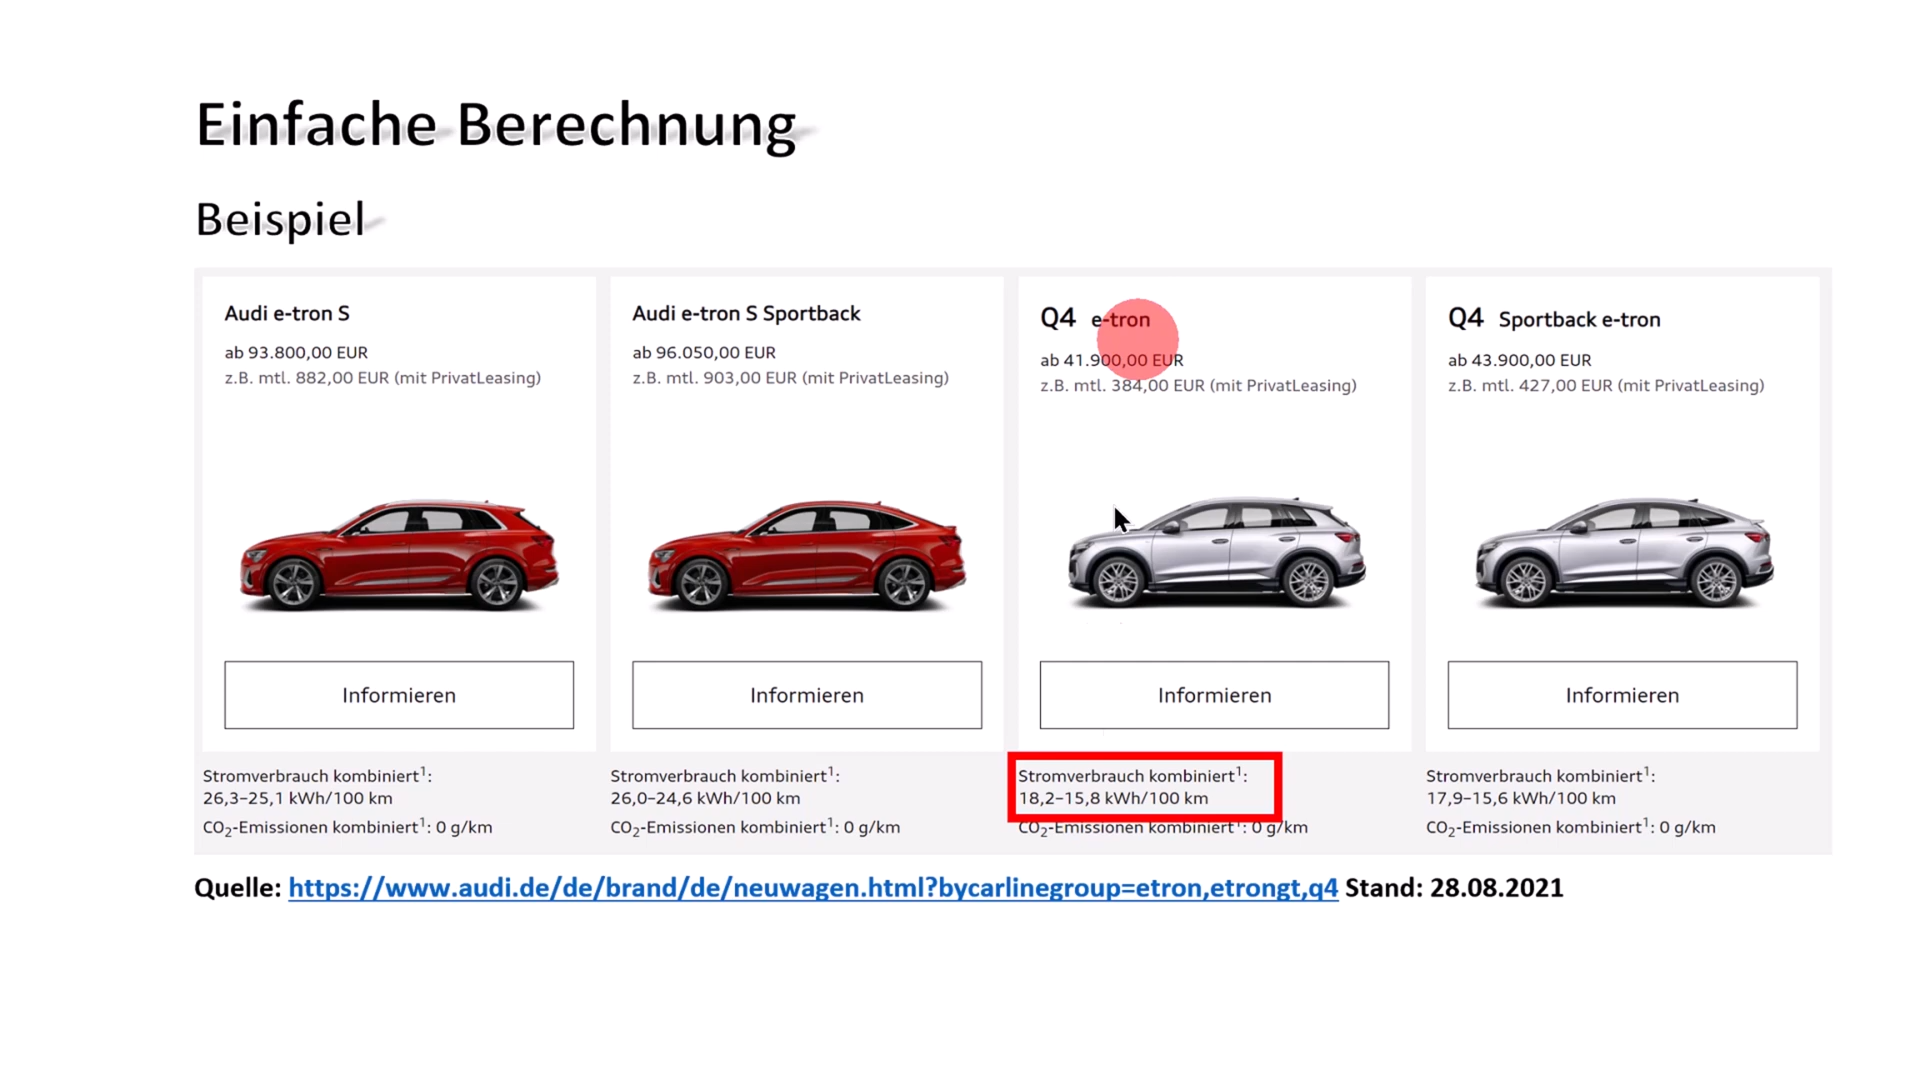 Einfache Berechnung
Beispiel
Audi e-tron S
ab 93.800,00 EUR
z.B. mtl. 882,00 EUR (mit PrivatLeasing)
Informieren
Stromverbrauch kombiniert¹:
26,3–25,1 kWh/100 km
CO₂-Emissionen kombiniert¹: 0 g/km
Audi e-tron S Sportback
ab 96.050,00 EUR
z.B. mtl. 903,00 EUR (mit PrivatLeasing)
Informieren
Stromverbrauch kombiniert¹:
26,0–24,6 kWh/100 km
CO₂-Emissionen kombiniert¹: 0 g/km
Q4 e-tron
ab 41.900,00 EUR
z.B. mtl. 384,00 EUR (mit PrivatLeasing)
Informieren
Stromverbrauch kombiniert¹:
18,2–15,8 kWh/100 km
CO₂-Emissionen kombiniert¹: 0 g/km
Q4 Sportback e-tron
ab 43.900,00 EUR
z.B. mtl. 427,00 EUR (mit PrivatLeasing)
Informieren
Stromverbrauch kombiniert¹:
17,9–15,6 kWh/100 km
CO₂-Emissionen kombiniert¹: 0 g/km
Quelle: https://www.audi.de/de/brand/de/neuwagen.html?bycarlinegroup=etron,etrongt,q4 Stand: 28.08.2021